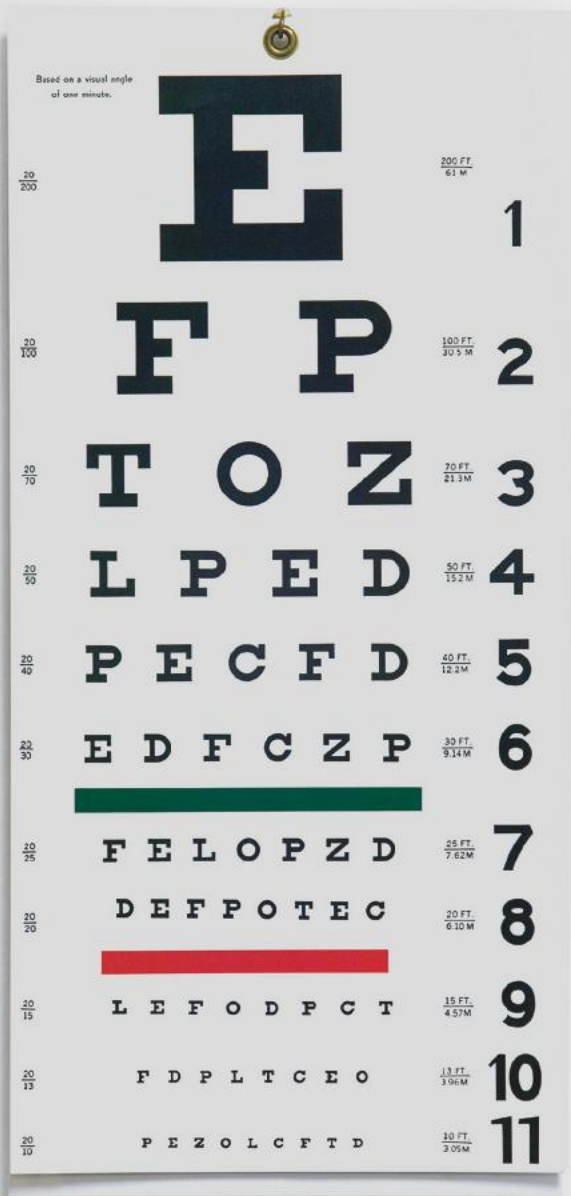 Based on a visual angle
of one minute.
20/200 E 200 FT. 61 M 1
20/100 F P 100 FT. 30.5 M 2
20/70 T O Z 70 FT. 21.3 M 3
20/50 L P E D 50 FT. 15.2 M 4
20/40 P E C F D 40 FT. 12.2 M 5
20/30 E D F C Z P 30 FT. 9.14 M 6
20/25 F E L O P Z D 25 FT. 7.62 M 7
20/20 D E F P O T E C 20 FT. 6.10 M 8
20/15 L E F O D P C T 15 FT. 4.57 M 9
20/13 F D P L T C E O 13 FT. 3.96 M 10
20/10 P E Z O L C F T D 10 FT. 3.05 M 11